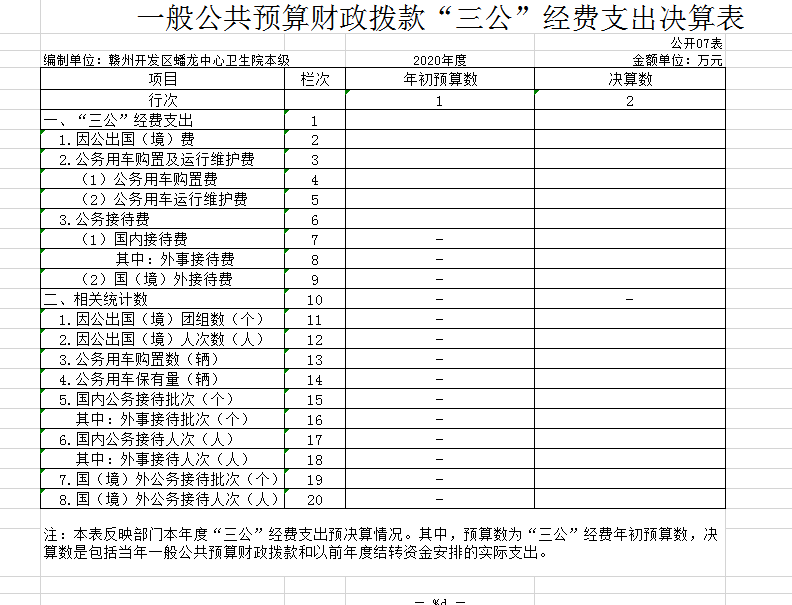 一般公共预算财政拨款“三公”经费支出决算表
公开07表
编制单位：赣州开发区蟠龙中心卫生院本级 2020年度 金额单位：万元
项目 栏次 年初预算数 决算数
行次 1 2
一、“三公”经费支出 1
1.因公出国（境）费 2
2.公务用车购置及运行维护费 3
（1）公务用车购置费 4
（2）公务用车运行维护费 5
3.公务接待费 6
（1）国内接待费 7 –
其中：外事接待费 8 –
（2）国（境）外接待费 9 –
二、相关统计数 10 – –
1.因公出国（境）团组数（个） 11 –
2.因公出国（境）人次数（人） 12 –
3.公务用车购置数（辆） 13 –
4.公务用车保有量（辆） 14 –
5.国内公务接待批次（个） 15 –
其中：外事接待批次（个） 16 –
6.国内公务接待人次（人） 17 –
其中：外事接待人次（人） 18 –
7.国（境）外公务接待批次（个） 19 –
8.国（境）外公务接待人次（人） 20 –
注：本表反映部门本年度“三公”经费支出预决算情况。其中，预算数为“三公”经费年初预算数，决
算数是包括当年一般公共预算财政拨款和以前年度结转资金安排的实际支出。
— %d —